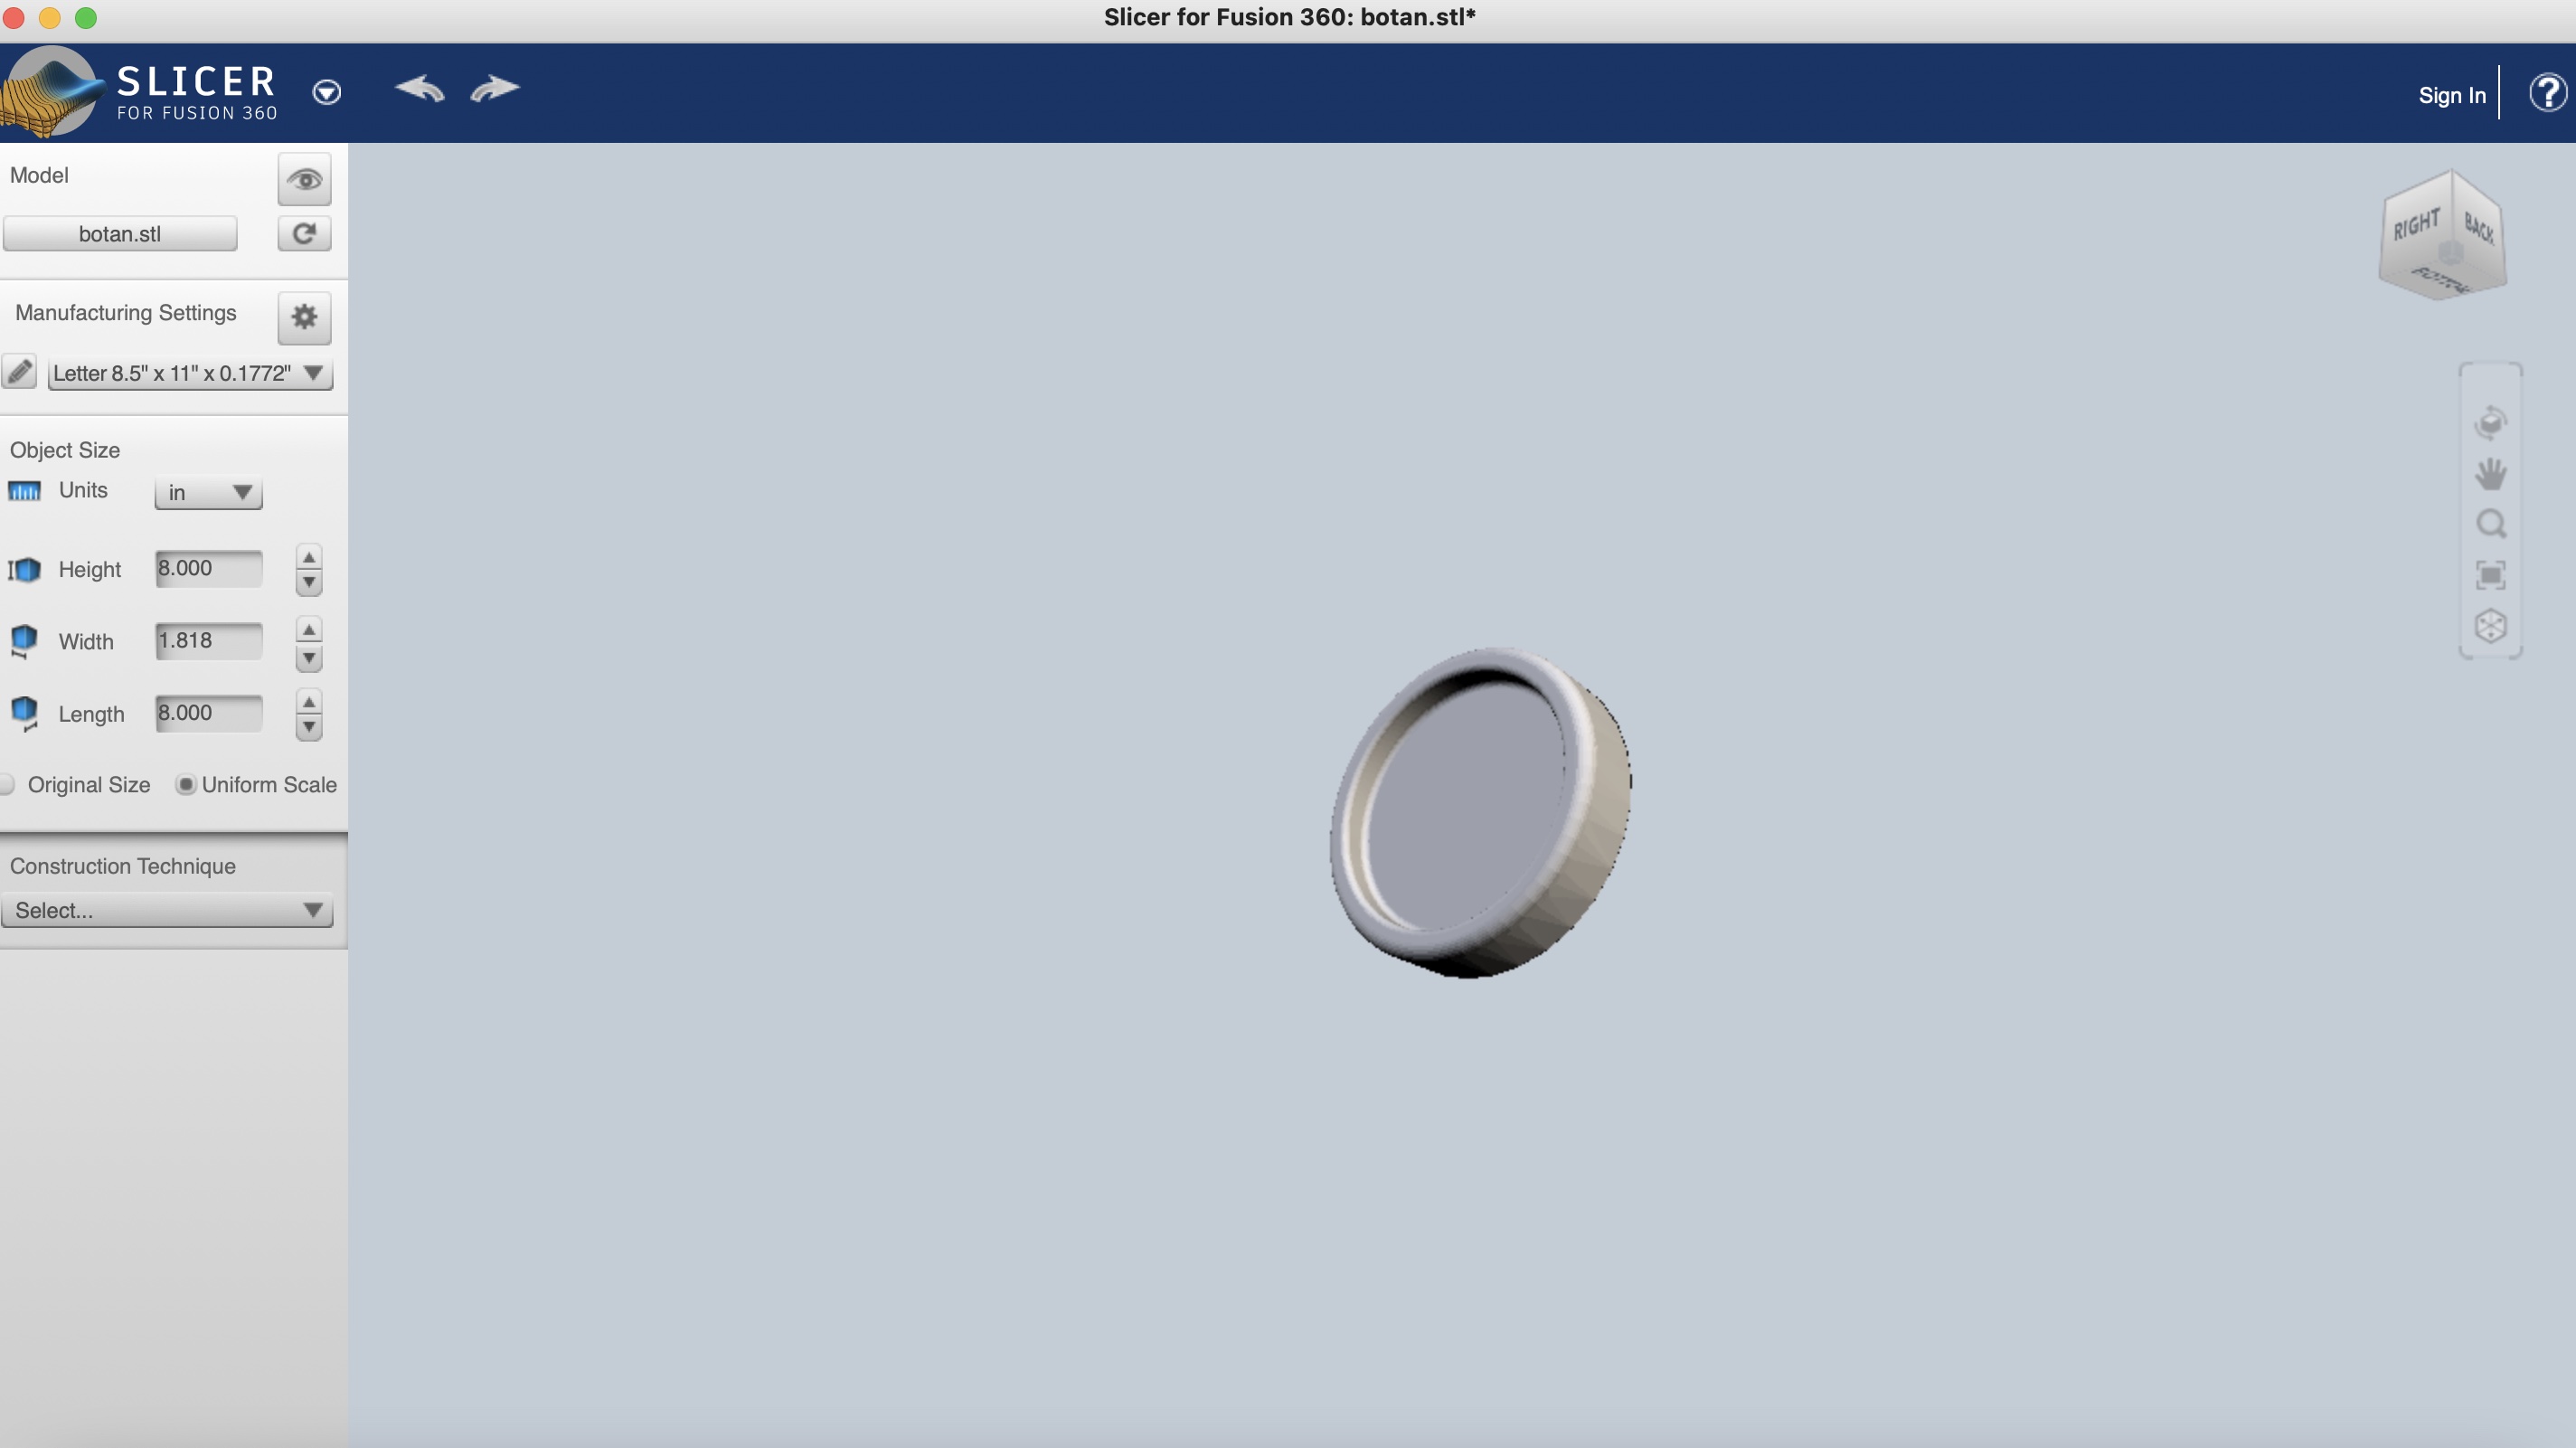 Slicer for Fusion 360: botan.stl*
SLICER
FOR FUSION 360
Sign In
?
Model
botan.stl
Manufacturing Settings
Letter 8.5" x 11" x 0.1772"
Object Size
Units in
Height 8.000
Width 1.818
Length 8.000
Original Size Uniform Scale
Construction Technique
Select...
RIGHT BACK
BOTTOM